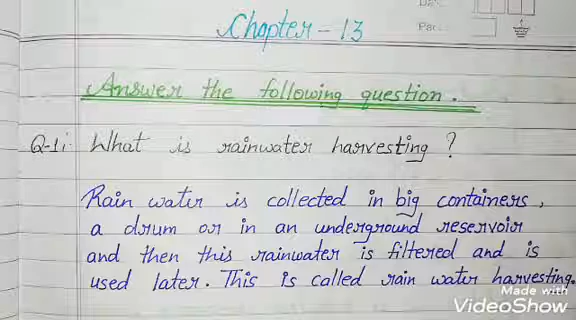 Chapter - 13
Answer the following question.
Q-1i What is rainwater harvesting ?
Rain water is collected in big containers,
a drum or in an underground reservoir
and then this rainwater is filtered and is
used later. This is called rain water harvesting.
Made with
VideoShow